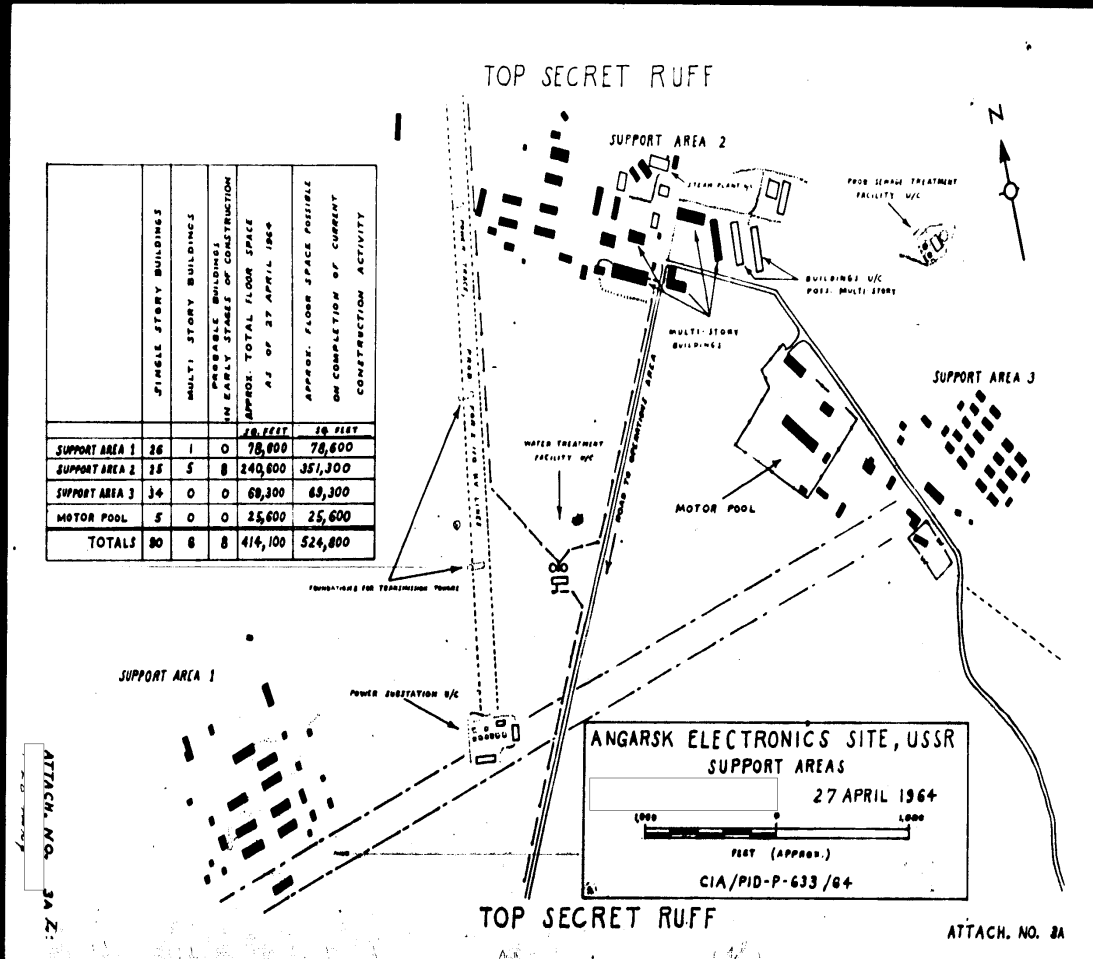 TOP SECRET RUFF
N
SUPPORT AREA 2
STEAM PLANT
PROB SEWAGE TREATMENT
FACILITY U/C
BUILDINGS U/C
POSS. MULTI STORY
MULTI-STORY
BUILDINGS
SUPPORT AREA 3
SINGLE STORY BUILDINGS
MULTI STORY BUILDINGS
PROBABLE BUILDINGS
IN EARLY STAGES OF CONSTRUCTION
APPROX. TOTAL FLOOR SPACE
AS OF 27 APRIL 1964
APPROX. FLOOR SPACE POSSIBLE
ON COMPLETION OF CURRENT
CONSTRUCTION ACTIVITY
SQ. FEET SQ FEET
SUPPORT AREA 1 26 1 0 78,600 78,600
SUPPORT AREA 2 25 5 8 240,600 351,300
SUPPORT AREA 3 34 0 0 69,300 69,300
MOTOR POOL 5 0 0 25,600 25,600
TOTALS 90 6 8 414,100 524,800
WATER TREATMENT
FACILITY U/C
ROAD TO OPERATIONS AREA
MOTOR POOL
FOUNDATIONS FOR TRANSMISSION TOWERS
SUPPORT AREA 1
POWER SUBSTATION U/C
ANGARSK ELECTRONICS SITE, USSR
SUPPORT AREAS
27 APRIL 1964
1,000 0 1,000
FEET (APPROX.)
CIA/PID-P-633/64
ATTACH. NO. 3A
TOP SECRET RUFF
ATTACH. NO. 3A